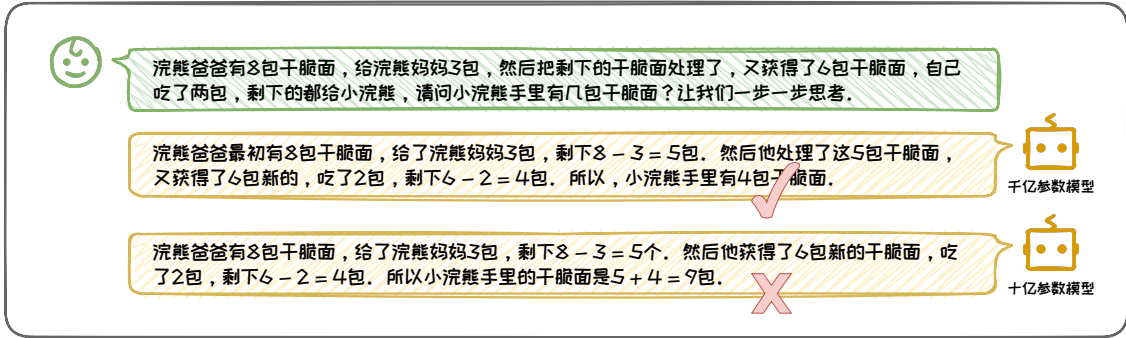 浣熊爸爸有8包干脆面，给浣熊妈妈3包，然后把剩下的干脆面处理了，又获得了6包干脆面，自己
吃了两包，剩下的都给小浣熊，请问小浣熊手里有几包干脆面？让我们一步一步思考.
浣熊爸爸最初有8包干脆面，给了浣熊妈妈3包，剩下8 - 3 = 5包. 然后他处理了这5包干脆面，
又获得了6包新的，吃了2包，剩下6 - 2 = 4包. 所以，小浣熊手里有4包干脆面.
千亿参数模型
浣熊爸爸有8包干脆面，给了浣熊妈妈3包，剩下8 - 3 = 5个. 然后他获得了6包新的干脆面，吃
了2包，剩下6 - 2 = 4包. 所以小浣熊手里的干脆面是5 + 4 = 9包.
十亿参数模型